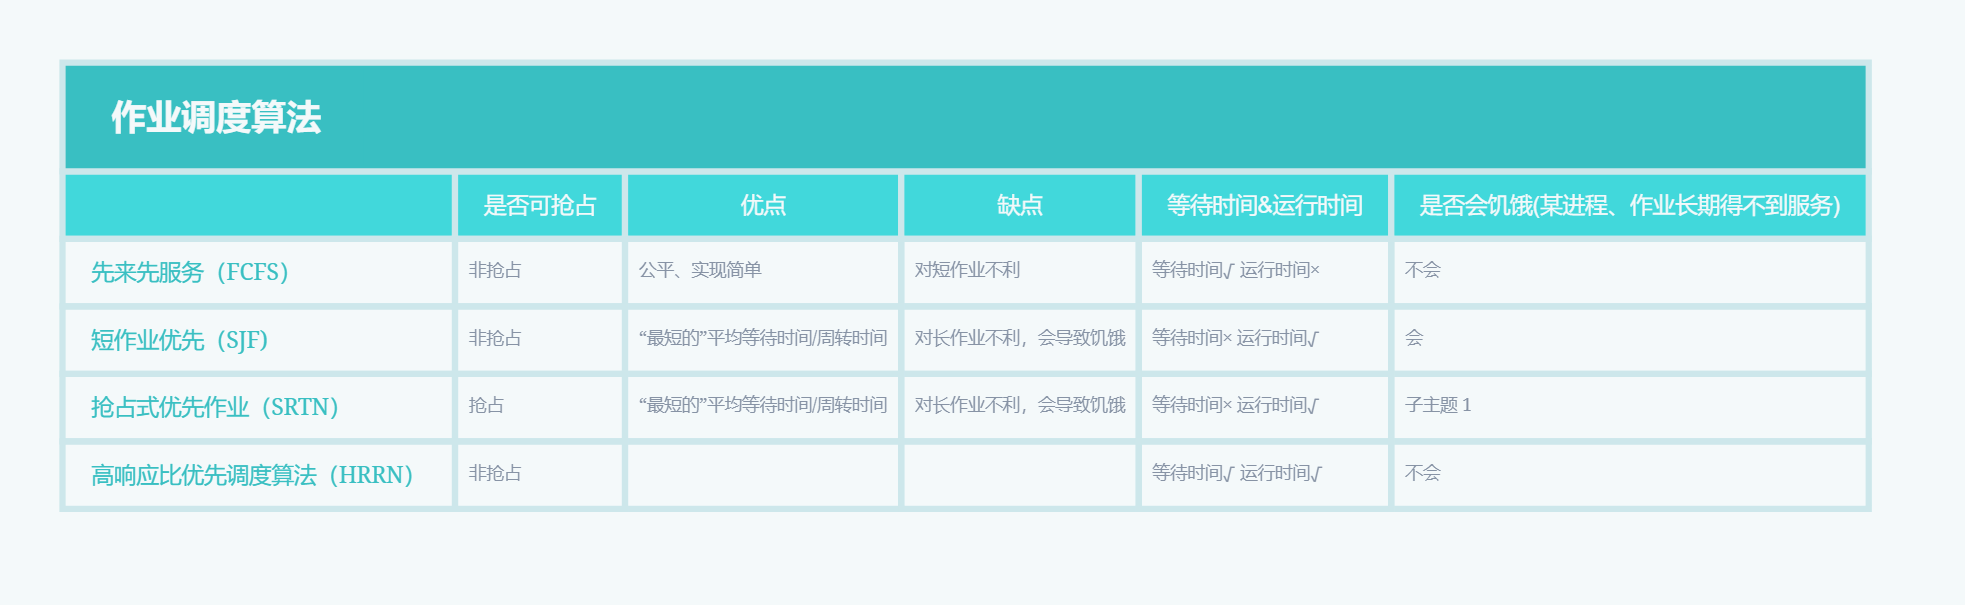 作业调度算法
是否可抢占 优点 缺点 等待时间&运行时间 是否会饥饿(某进程、作业长期得不到服务)
先来先服务（FCFS） 非抢占 公平、实现简单 对短作业不利 等待时间√ 运行时间× 不会
短作业优先（SJF） 非抢占 “最短的”平均等待时间/周转时间 对长作业不利，会导致饥饿 等待时间× 运行时间√ 会
抢占式优先作业（SRTN） 抢占 “最短的”平均等待时间/周转时间 对长作业不利，会导致饥饿 等待时间× 运行时间√ 子主题 1
高响应比优先调度算法（HRRN） 非抢占 等待时间√ 运行时间√ 不会